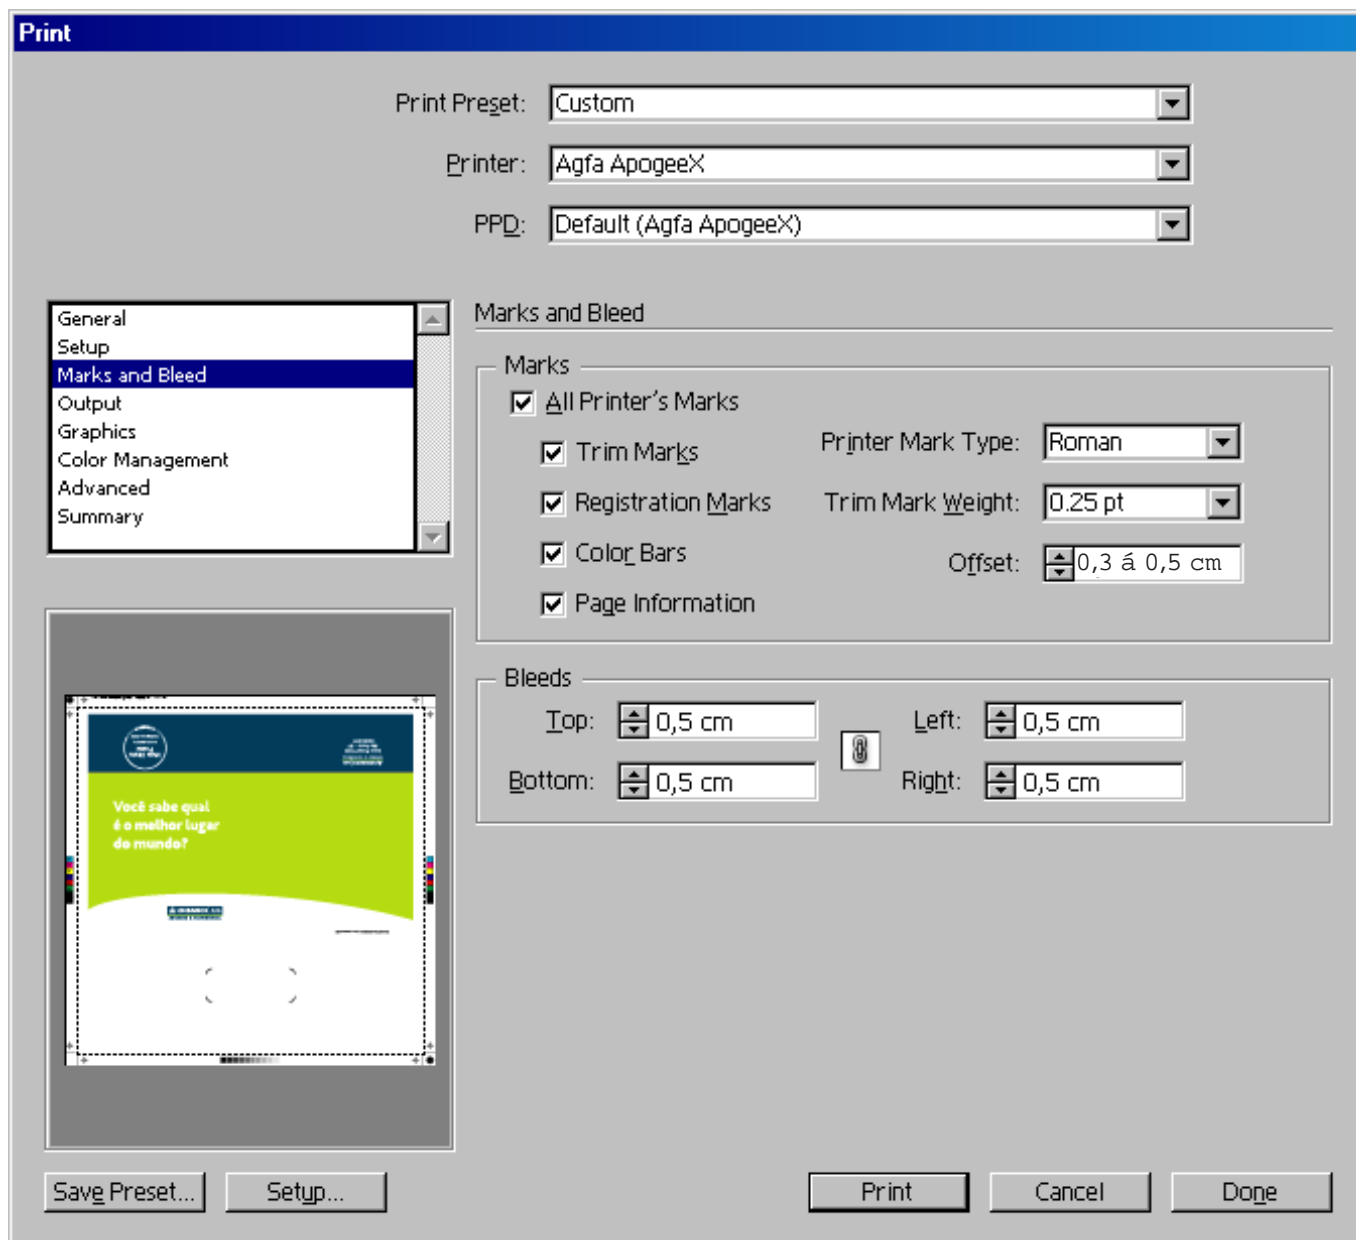 Print
Print Preset: Custom
Printer: Agfa ApogeeX
PPD: Default (Agfa ApogeeX)
General
Setup
Marks and Bleed
Output
Graphics
Color Management
Advanced
Summary
Marks and Bleed
Marks
All Printer's Marks
Trim Marks
Registration Marks
Color Bars
Page Information
Printer Mark Type: Roman
Trim Mark Weight: 0.25 pt
Offset: 0,3 á 0,5 cm
Bleeds
Top: 0,5 cm
Left: 0,5 cm
Bottom: 0,5 cm
Right: 0,5 cm
Você sabe qual
é o melhor lugar
do mundo?
Save Preset...
Setup...
Print
Cancel
Done